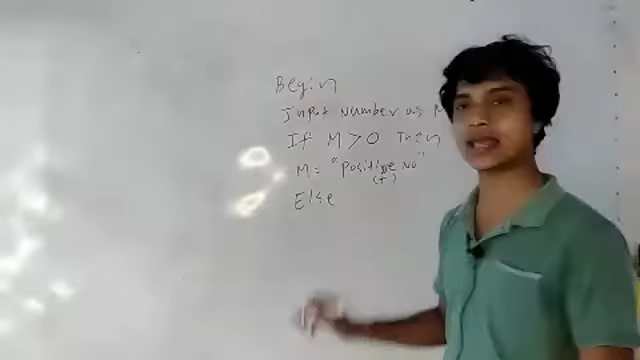 Begin
Input Number as M
If M > 0 Then
M = "Positive No"
(+)
Else